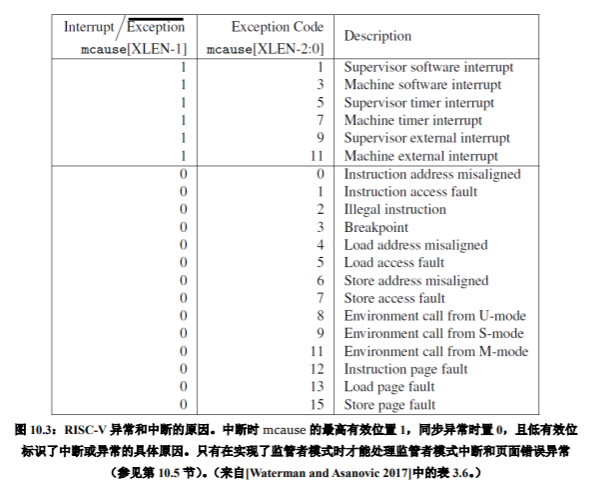 Interrupt / Exception Exception Code Description
mcause[XLEN-1] mcause[XLEN-2:0]
1 1 Supervisor software interrupt
1 3 Machine software interrupt
1 5 Supervisor timer interrupt
1 7 Machine timer interrupt
1 9 Supervisor external interrupt
1 11 Machine external interrupt
0 0 Instruction address misaligned
0 1 Instruction access fault
0 2 Illegal instruction
0 3 Breakpoint
0 4 Load address misaligned
0 5 Load access fault
0 6 Store address misaligned
0 7 Store access fault
0 8 Environment call from U-mode
0 9 Environment call from S-mode
0 11 Environment call from M-mode
0 12 Instruction page fault
0 13 Load page fault
0 15 Store page fault
图 10.3：RISC-V 异常和中断的原因。中断时 mcause 的最高有效位置 1，同步异常时置 0，且低有效位
标识了中断或异常的具体原因。只有在实现了监管者模式时才能处理监管者模式中断和页面错误异常
（参见第 10.5 节）。（来自[Waterman and Asanovic 2017]中的表 3.6。）